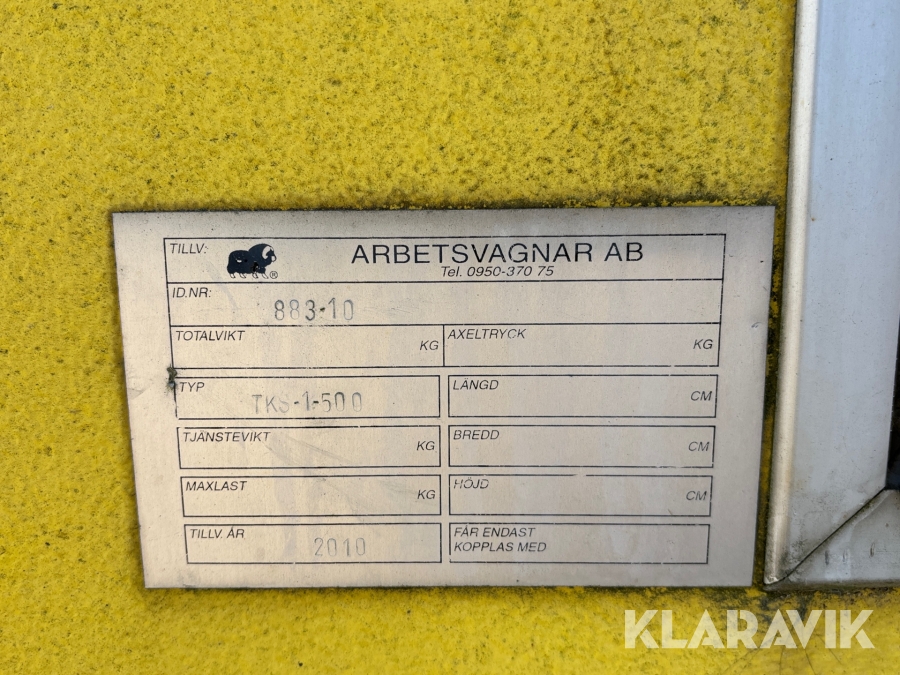 TILLV.: ® ARBETSVAGNAR AB
Tel. 0950-370 75
ID.NR: 883-10
TOTALVIKT KG AXELTRYCK KG
TYP TKS-1-500 LÄNGD CM
TJÄNSTEVIKT KG BREDD CM
MAXLAST KG HÖJD CM
TILLV. ÅR 2010 FÅR ENDAST
KOPPLAS MED
KLARAVIK